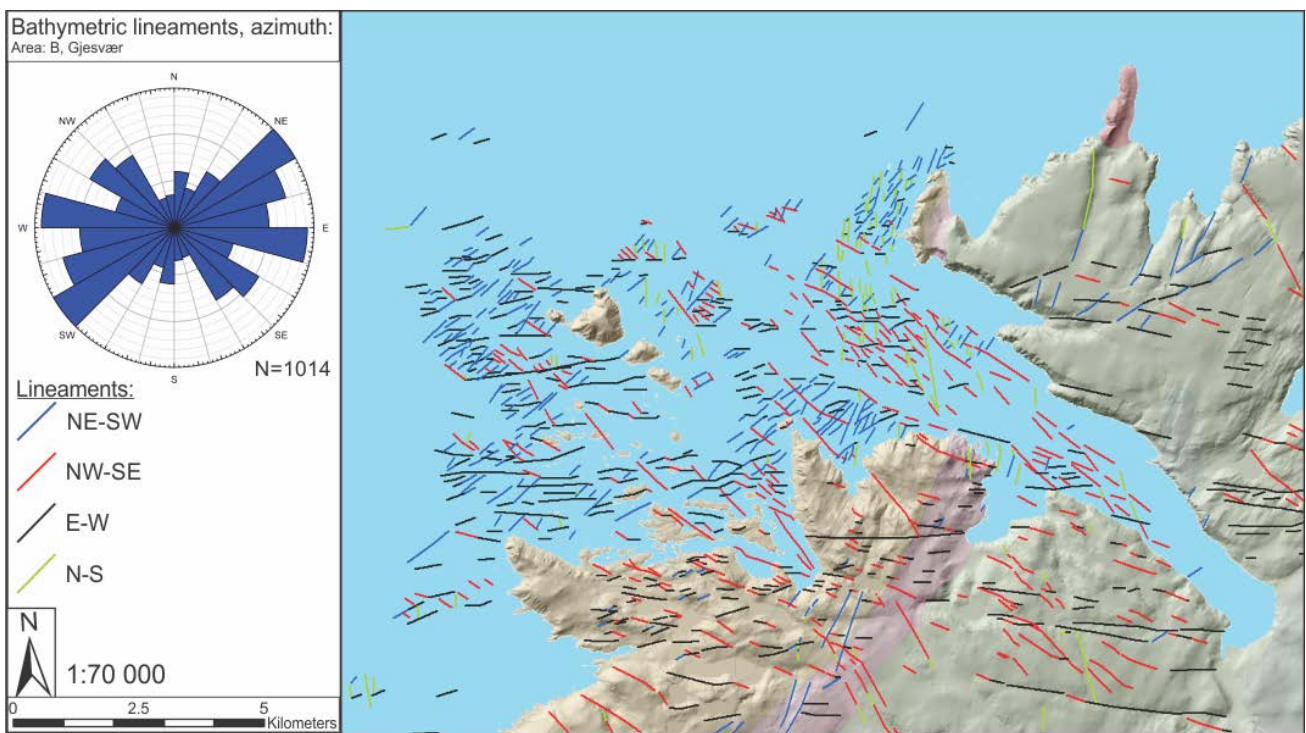 Bathymetric lineaments, azimuth:
Area: B, Gjesvær
N
NW
NE
W
E
SW
SE
S
N=1014
Lineaments:
NE-SW
NW-SE
E-W
N-S
N
1:70 000
0 2.5 5
Kilometers